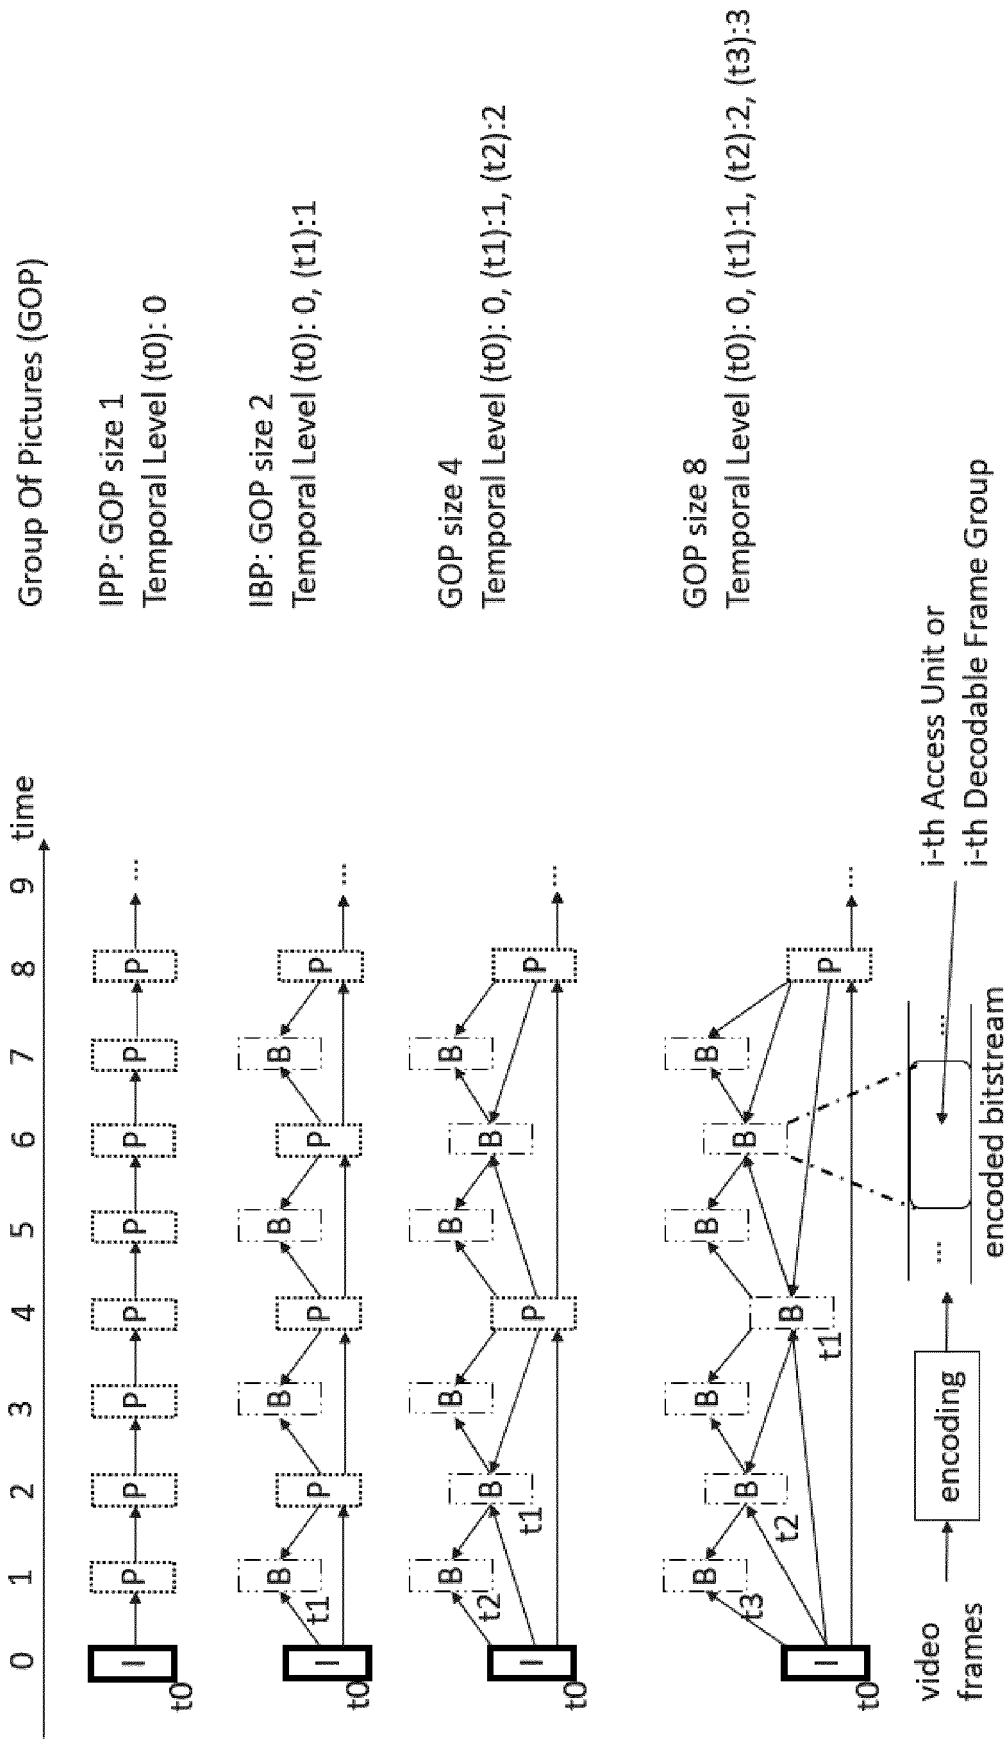 Group Of Pictures (GOP)
0 1 2 3 4 5 6 7 8 9 time
I P P P P P P P P ...
t0
IPP: GOP size 1
Temporal Level (t0): 0
B B B B
I P P P P ...
t0 t1
IBP: GOP size 2
Temporal Level (t0): 0, (t1):1
B B B B
t2
B B
t1
I P P ...
t0
GOP size 4
Temporal Level (t0): 0, (t1):1, (t2):2
B B B B
t3
B B
t2
B
t1
I P ...
t0
GOP size 8
Temporal Level (t0): 0, (t1):1, (t2):2, (t3):3
video
frames
encoding
... ...
encoded bitstream
i-th Access Unit or
i-th Decodable Frame Group